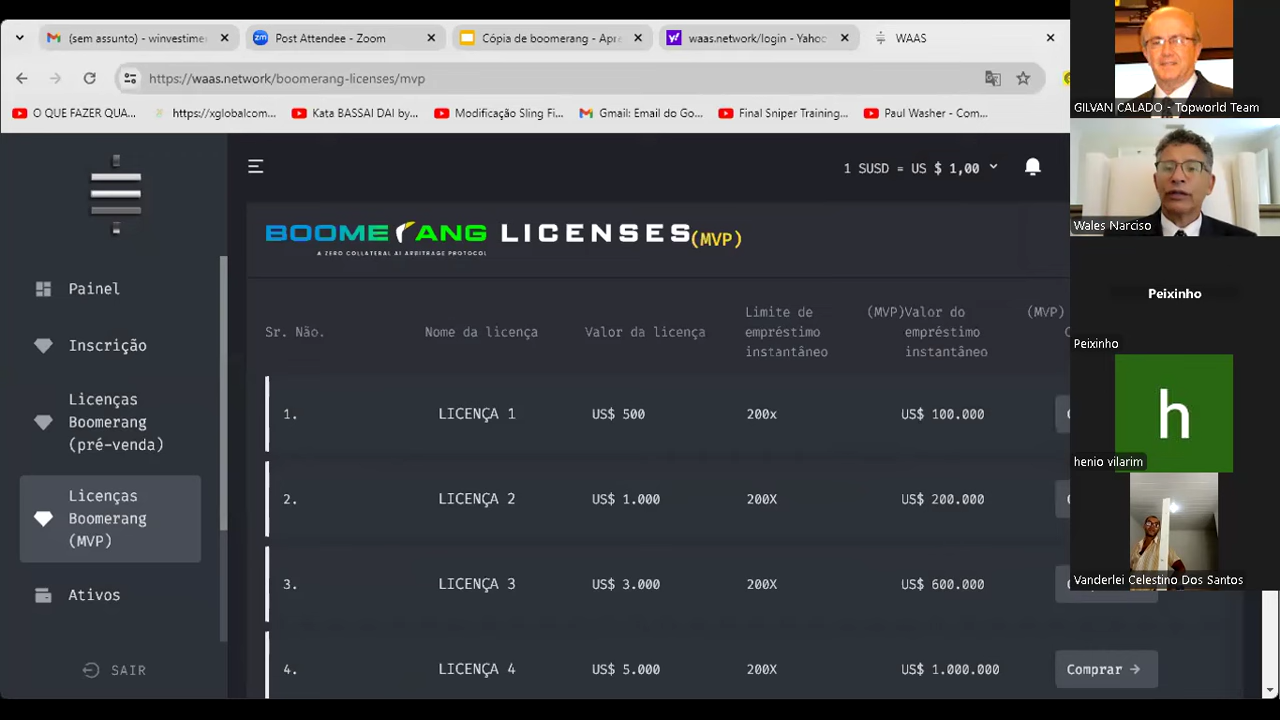 (sem assunto) - winvestime
Post Attendee - Zoom
Cópia de boomerang - Apre
waas.network/login - Yahoc
WAAS
https://waas.network/boomerang-licenses/mvp
O QUE FAZER QUA...
https://xglobalcom...
Kata BASSAI DAI by...
Modificação Sling Fi...
Gmail: Email do Go...
Final Sniper Training...
Paul Washer - Com...
1 SUSD = US $ 1,00
BOOMERANG LICENSES(MVP)
A ZERO COLLATERAL AI ARBITRAGE PROTOCOL
Painel
Inscrição
Licenças
Boomerang
(pré-venda)
Licenças
Boomerang
(MVP)
Ativos
SAIR
Sr. Não.
Nome da licença
Valor da licença
Limite de
empréstimo
instantâneo
(MVP)Valor do
empréstimo
instantâneo
(MVP)
1. LICENÇA 1 US$ 500 200x US$ 100.000
2. LICENÇA 2 US$ 1.000 200X US$ 200.000
3. LICENÇA 3 US$ 3.000 200X US$ 600.000
4. LICENÇA 4 US$ 5.000 200X US$ 1.000.000 Comprar →
GILVAN CALADO - Topworld Team
Wales Narciso
Peixinho
Peixinho
h
henio vilarim
Vanderlei Celestino Dos Santos